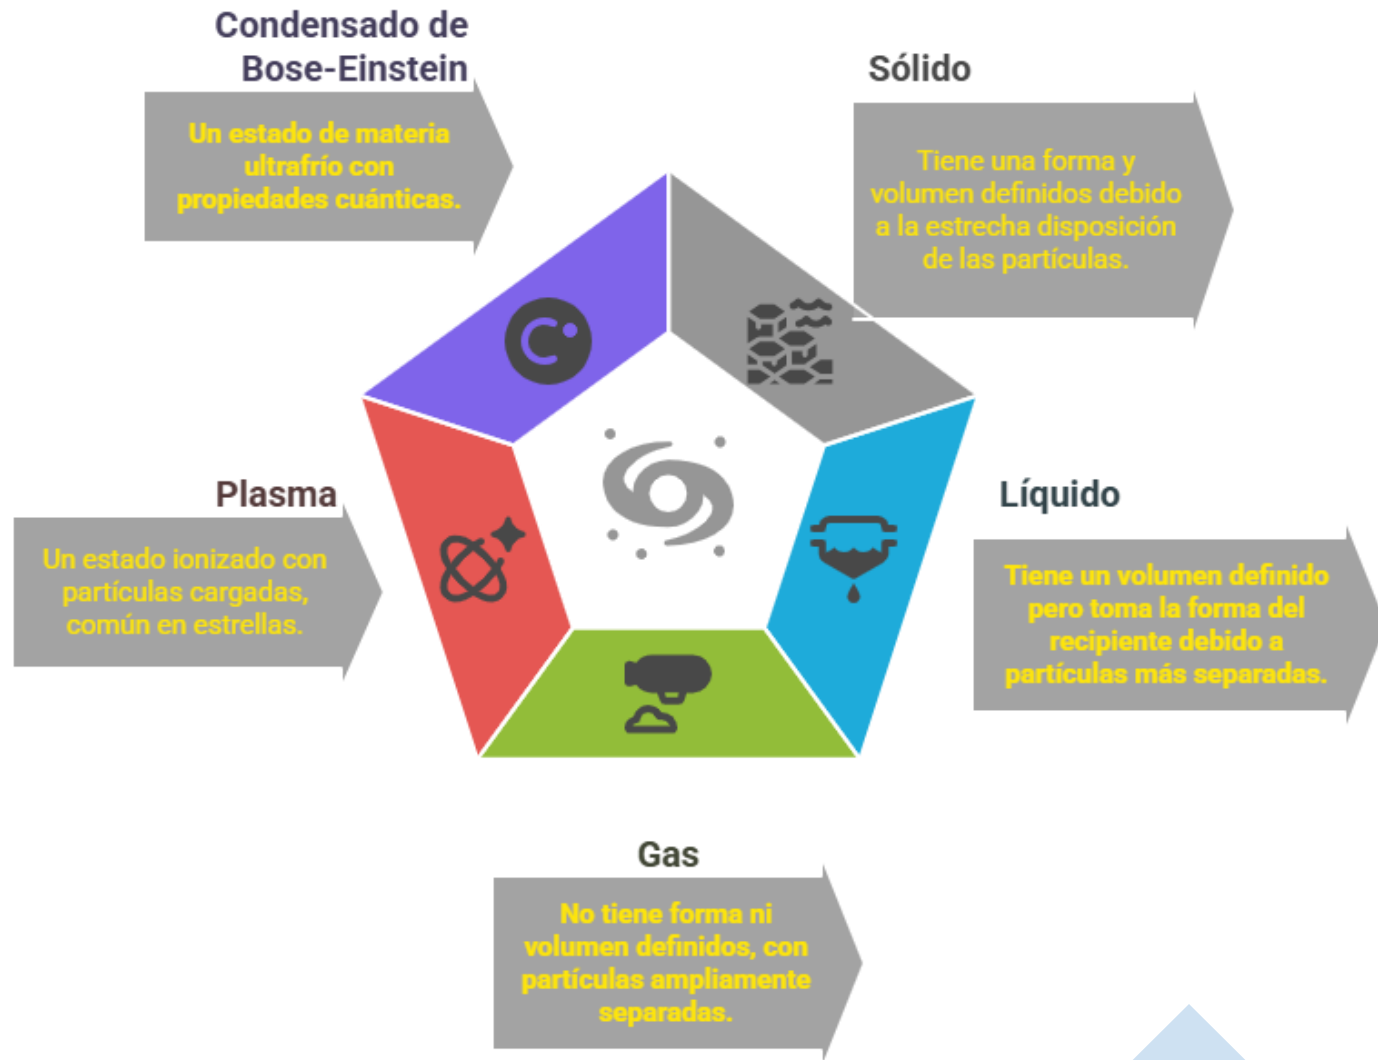 Condensado de
Bose-Einstein
Un estado de materia
ultrafrío con
propiedades cuánticas.
Sólido
Tiene una forma y
volumen definidos debido
a la estrecha disposición
de las partículas.
Plasma
Un estado ionizado con
partículas cargadas,
común en estrellas.
Líquido
Tiene un volumen definido
pero toma la forma del
recipiente debido a
partículas más separadas.
Gas
No tiene forma ni
volumen definidos, con
partículas ampliamente
separadas.